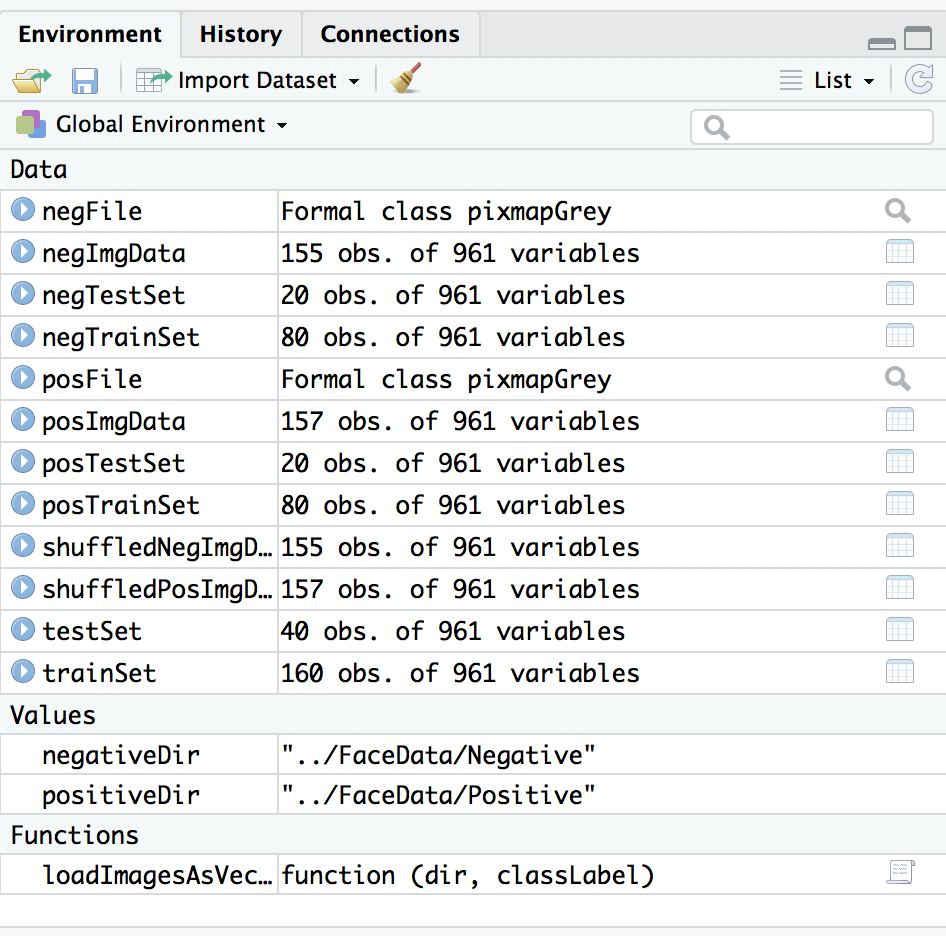 Environment History Connections
Import Dataset List
Global Environment
Data
negFile Formal class pixmapGrey
negImgData 155 obs. of 961 variables
negTestSet 20 obs. of 961 variables
negTrainSet 80 obs. of 961 variables
posFile Formal class pixmapGrey
posImgData 157 obs. of 961 variables
posTestSet 20 obs. of 961 variables
posTrainSet 80 obs. of 961 variables
shuffledNegImgD… 155 obs. of 961 variables
shuffledPosImgD… 157 obs. of 961 variables
testSet 40 obs. of 961 variables
trainSet 160 obs. of 961 variables
Values
negativeDir "../FaceData/Negative"
positiveDir "../FaceData/Positive"
Functions
loadImagesAsVec… function (dir, classLabel)